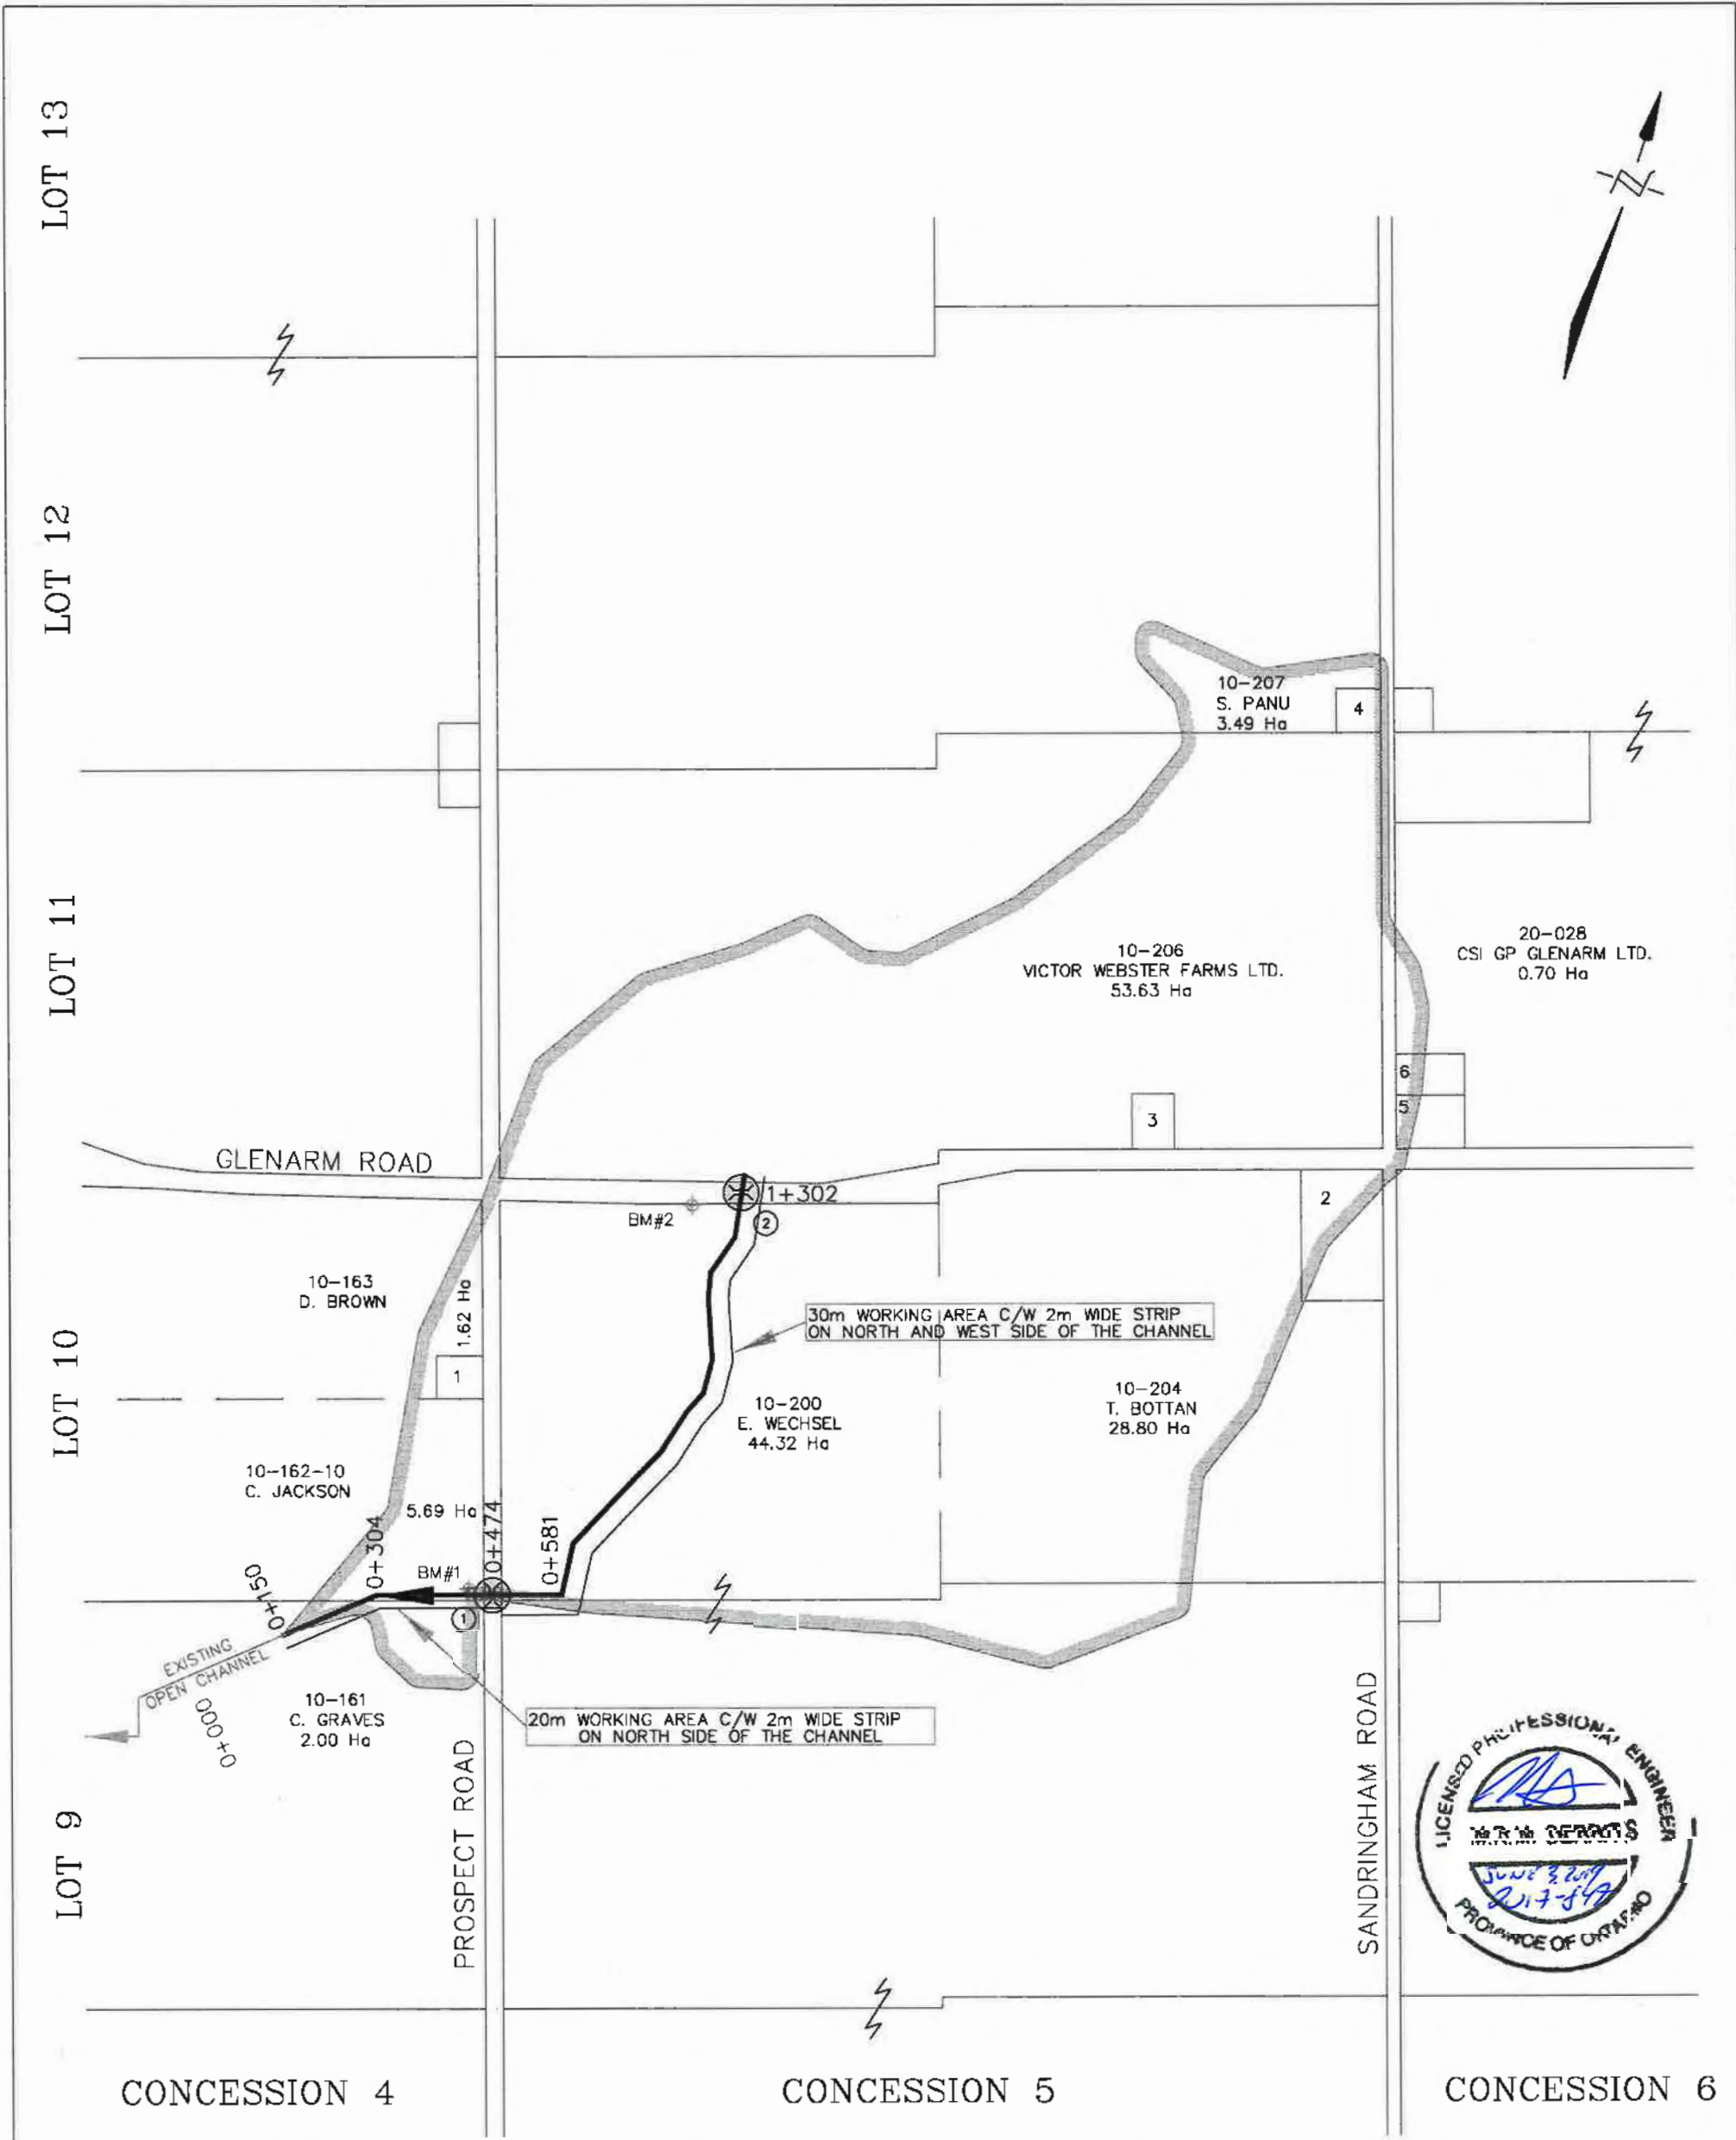 LOT 13
LOT 12
LOT 11
LOT 10
LOT 9
N
10-207
S. PANU
3.49 Ha
4
10-206
VICTOR WEBSTER FARMS LTD.
53.63 Ha
20-028
CSI GP GLENARM LTD.
0.70 Ha
6
5
3
GLENARM ROAD
1+302
BM#2
2
2
10-163
D. BROWN
1.62 Ha
1
30m WORKING AREA C/W 2m WIDE STRIP
ON NORTH AND WEST SIDE OF THE CHANNEL
10-200
E. WECHSEL
44.32 Ha
10-204
T. BOTTAN
28.80 Ha
10-162-10
C. JACKSON
5.69 Ha
0+150
0+304
BM#1
0+474
0+581
1
EXISTING
OPEN CHANNEL
0+000
10-161
C. GRAVES
2.00 Ha
20m WORKING AREA C/W 2m WIDE STRIP
ON NORTH SIDE OF THE CHANNEL
PROSPECT ROAD
SANDRINGHAM ROAD
LICENSED PROFESSIONAL ENGINEER
GERRITS
JUNE 3, 2019
PROVINCE OF ONTARIO
CONCESSION 4
CONCESSION 5
CONCESSION 6